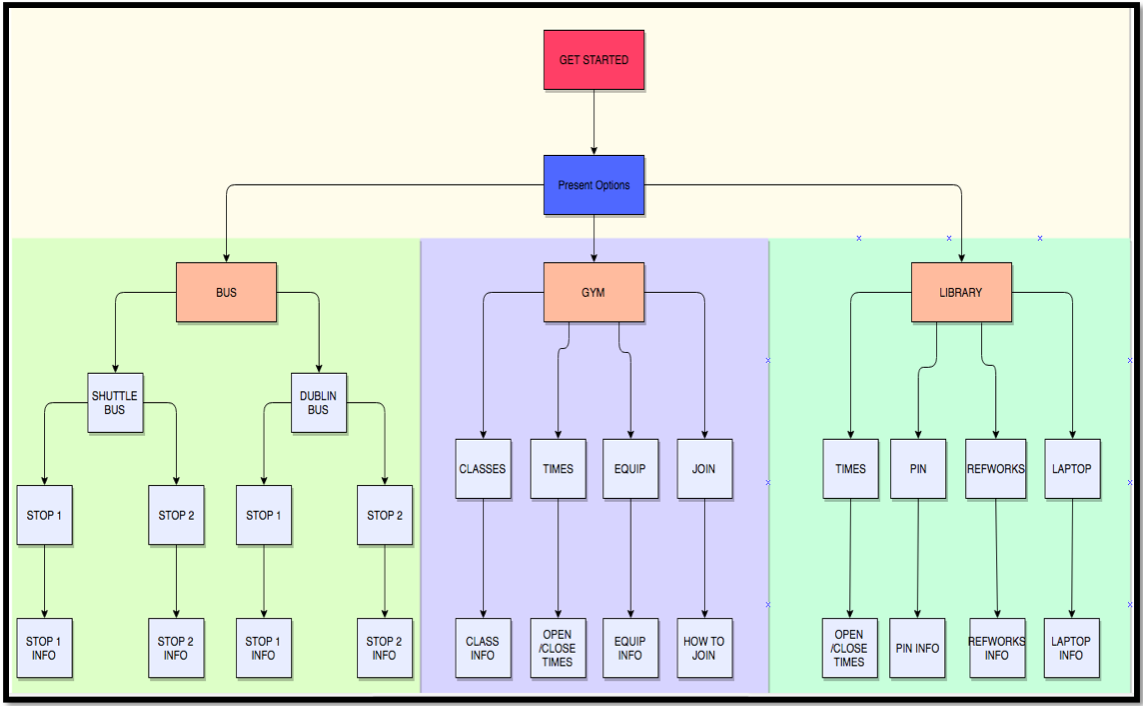 GET STARTED
Present Options
BUS
GYM
LIBRARY
SHUTTLE
BUS
DUBLIN
BUS
CLASSES
TIMES
EQUIP
JOIN
TIMES
PIN
REFWORKS
LAPTOP
STOP 1
STOP 2
STOP 1
STOP 2
STOP 1
INFO
STOP 2
INFO
STOP 1
INFO
STOP 2
INFO
CLASS
INFO
OPEN
/CLOSE
TIMES
EQUIP
INFO
HOW TO
JOIN
OPEN
/CLOSE
TIMES
PIN INFO
REFWORKS
INFO
LAPTOP
INFO